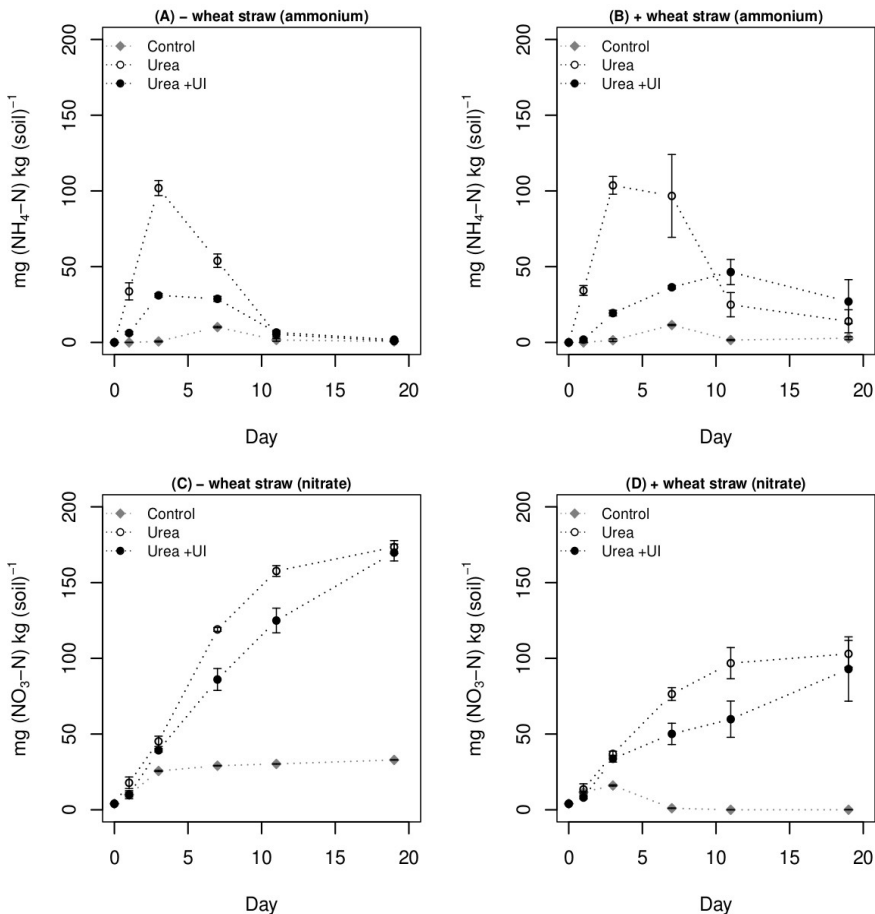 (A) − wheat straw (ammonium)
Control
Urea
Urea +UI
mg (NH₄−N) kg (soil)⁻¹
0
50
100
150
200
0
5
10
15
20
Day
(B) + wheat straw (ammonium)
Control
Urea
Urea +UI
mg (NH₄−N) kg (soil)⁻¹
0
50
100
150
200
0
5
10
15
20
Day
(C) − wheat straw (nitrate)
Control
Urea
Urea +UI
mg (NO₃−N) kg (soil)⁻¹
0
50
100
150
200
0
5
10
15
20
Day
(D) + wheat straw (nitrate)
Control
Urea
Urea +UI
mg (NO₃−N) kg (soil)⁻¹
0
50
100
150
200
0
5
10
15
20
Day